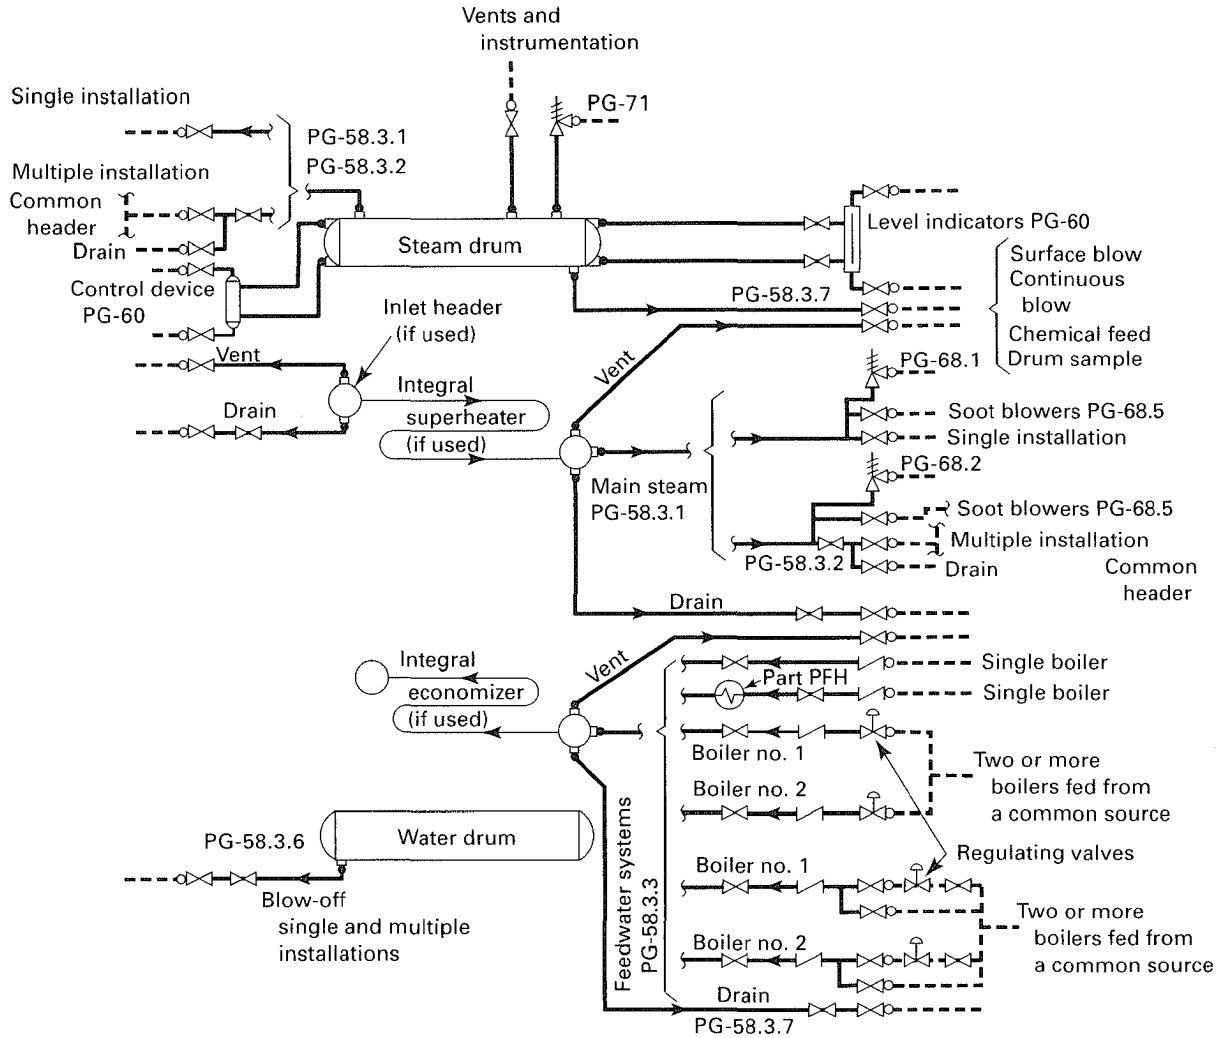 Vents and
instrumentation
Single installation
PG-71
PG-58.3.1
PG-58.3.2
Multiple installation
Common
header
Drain
Steam drum
Level indicators PG-60
Control device
PG-60
Surface blow
Continuous
blow
Chemical feed
Drum sample
PG-58.3.7
Inlet header
(if used)
Vent
Vent
PG-68.1
Integral
superheater
(if used)
Drain
Soot blowers PG-68.5
Single installation
PG-68.2
Main steam
PG-58.3.1
Soot blowers PG-68.5
Multiple installation
PG-58.3.2
Drain
Common
header
Drain
Vent
Integral
economizer
(if used)
Single boiler
Part PFH
Single boiler
Boiler no. 1
Two or more
boilers fed from
a common source
Boiler no. 2
Feedwater systems
PG-58.3.3
PG-58.3.6
Water drum
Regulating valves
Boiler no. 1
Blow-off
single and multiple
installations
Two or more
boilers fed from
a common source
Boiler no. 2
Drain
PG-58.3.7